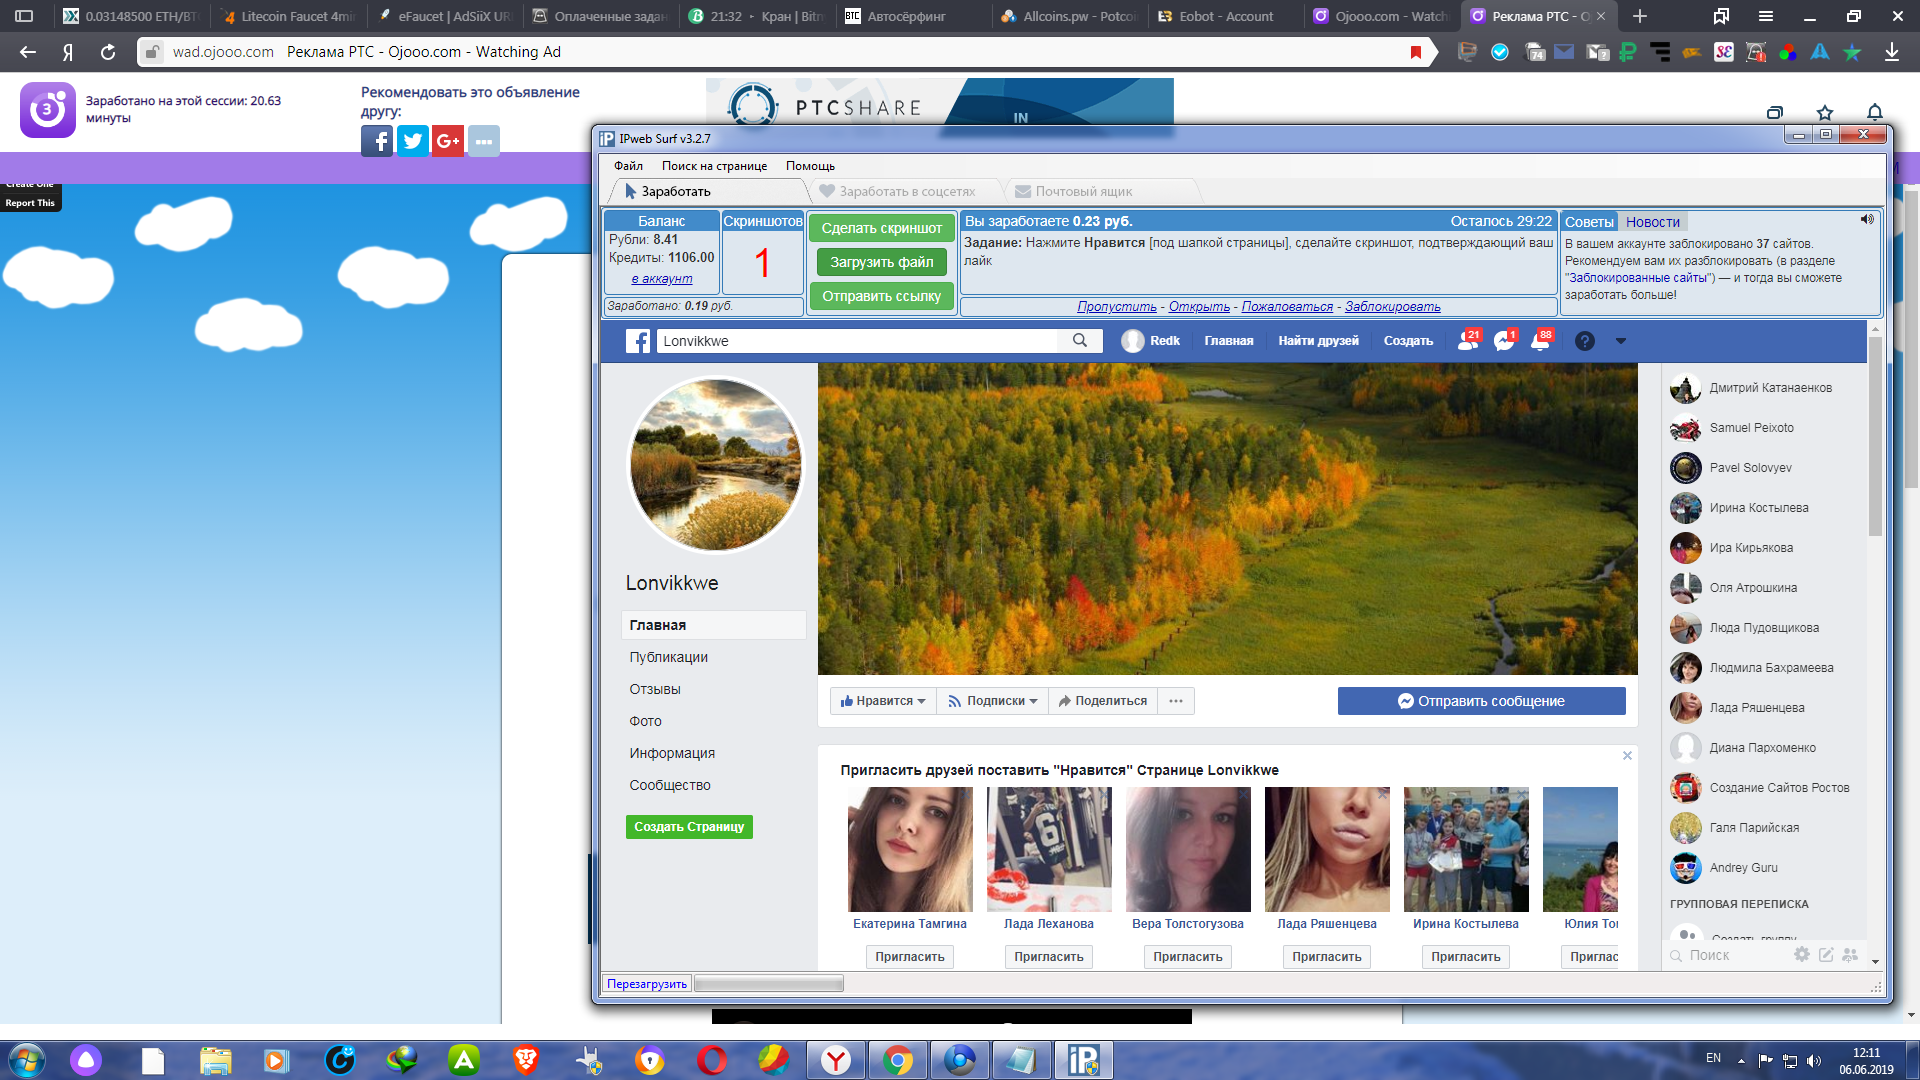 0.03148500 ETH/BT
Litecoin Faucet 4mi
eFaucet | AdSiiX UR
Оплаченные зада
21:32
Кран | Bitm
Автосёрфинг
Allcoins.pw - Potcoi
Eobot - Account
Ojooo.com - Watch
Реклама PTC - O
wad.ojooo.com Реклама PTC - Ojooo.com - Watching Ad
74
?
3
Заработано на этой сессии: 20.63
минуты
Рекомендовать это объявление
другу:
PTCSHARE
IN
Create One
Report This
IPweb Surf v3.2.7
Файл Поиск на странице Помощь
Заработать
Заработать в соцсетях
Почтовый ящик
Баланс
Рубли: 8.41
Кредиты: 1106.00
в аккаунт
Заработано: 0.19 руб.
Скриншотов
1
Сделать скриншот
Загрузить файл
Отправить ссылку
Вы заработаете 0.23 руб.
Осталось 29:22
Задание: Нажмите Нравится [под шапкой страницы], сделайте скриншот, подтверждающий ваш
лайк
Пропустить - Открыть - Пожаловаться - Заблокировать
Советы Новости
В вашем аккаунте заблокировано 37 сайтов.
Рекомендуем вам их разблокировать (в разделе
"Заблокированные сайты") — и тогда вы сможете
заработать больше!
Lonvikkwe
Redk
Главная
Найти друзей
Создать
21
1
88
Lonvikkwe
Главная
Публикации
Отзывы
Фото
Информация
Сообщество
Создать Страницу
Нравится
Подписки
Поделиться
Отправить сообщение
Пригласить друзей поставить "Нравится" Странице Lonvikkwe
Екатерина Тамгина
Лада Леханова
Вера Толстогузова
Лада Ряшенцева
Ирина Костылева
Юлия То
Пригласить
Пригласить
Пригласить
Пригласить
Пригласить
Приглас
Дмитрий Катанаенков
Samuel Peixoto
Pavel Solovyev
Ирина Костылева
Ира Кирьякова
Оля Атрошкина
Люда Пудовщикова
Людмила Бахрамеева
Лада Ряшенцева
Диана Пархоменко
Создание Сайтов Ростов
Галя Парийская
Andrey Guru
ГРУППОВАЯ ПЕРЕПИСКА
Создать группу
Поиск
Перезагрузить
EN
12:11
06.06.2019